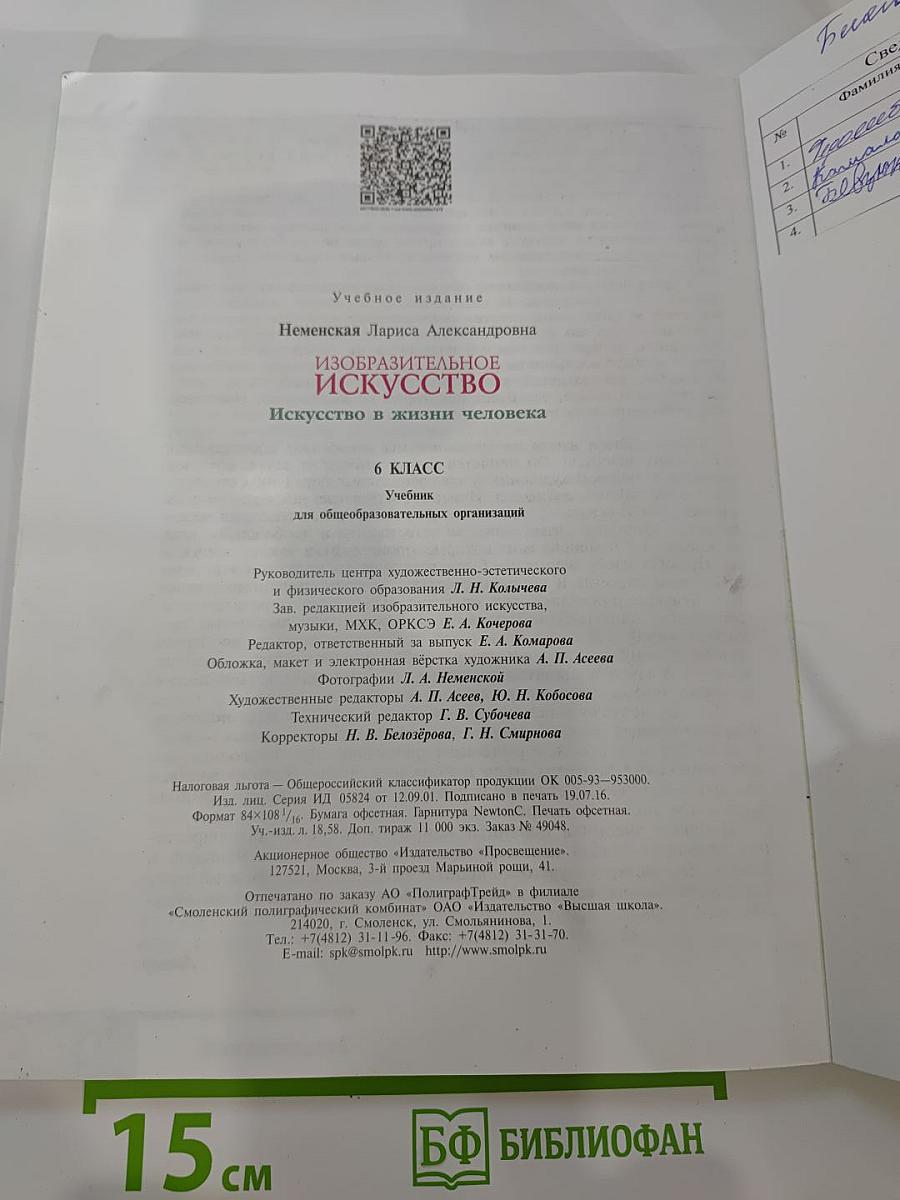 Учебное издание
Неменская Лариса Александровна
ИЗОБРАЗИТЕЛЬНОЕ
ИСКУССТВО
Искусство в жизни человека
6 КЛАСС
Учебник
для общеобразовательных организаций
Руководитель центра художественно-эстетического
и физического образования Л. Н. Колычева
Зав. редакцией изобразительного искусства,
музыки, МХК, ОРКСЭ Е. А. Кочерова
Редактор, ответственный за выпуск Е. А. Комарова
Обложка, макет и электронная вёрстка художника А. П. Асеева
Фотографии Л. А. Неменской
Художественные редакторы А. П. Асеев, Ю. Н. Кобосова
Технический редактор Г. В. Субочева
Корректоры Н. В. Белозёрова, Г. Н. Смирнова
Налоговая льгота — Общероссийский классификатор продукции ОК 005-93—953000.
Изд. лиц. Серия ИД 05824 от 12.09.01. Подписано в печать 19.07.16.
Формат 84×108 1/16. Бумага офсетная. Гарнитура NewtonC. Печать офсетная.
Уч.-изд. л. 18,58. Доп. тираж 11 000 экз. Заказ № 49048.
Акционерное общество «Издательство «Просвещение».
127521, Москва, 3-й проезд Марьиной рощи, 41.
Отпечатано по заказу АО «ПолиграфТрейд» в филиале
«Смоленский полиграфический комбинат» ОАО «Издательство «Высшая школа».
214020, г. Смоленск, ул. Смольянинова, 1.
Тел.: +7(4812) 31-11-96. Факс: +7(4812) 31-31-70.
E-mail: spk@smolpk.ru http://www.smolpk.ru
№ Фамилия
1.
2.
3.
4.
15 см
БФ БИБЛИОФАН